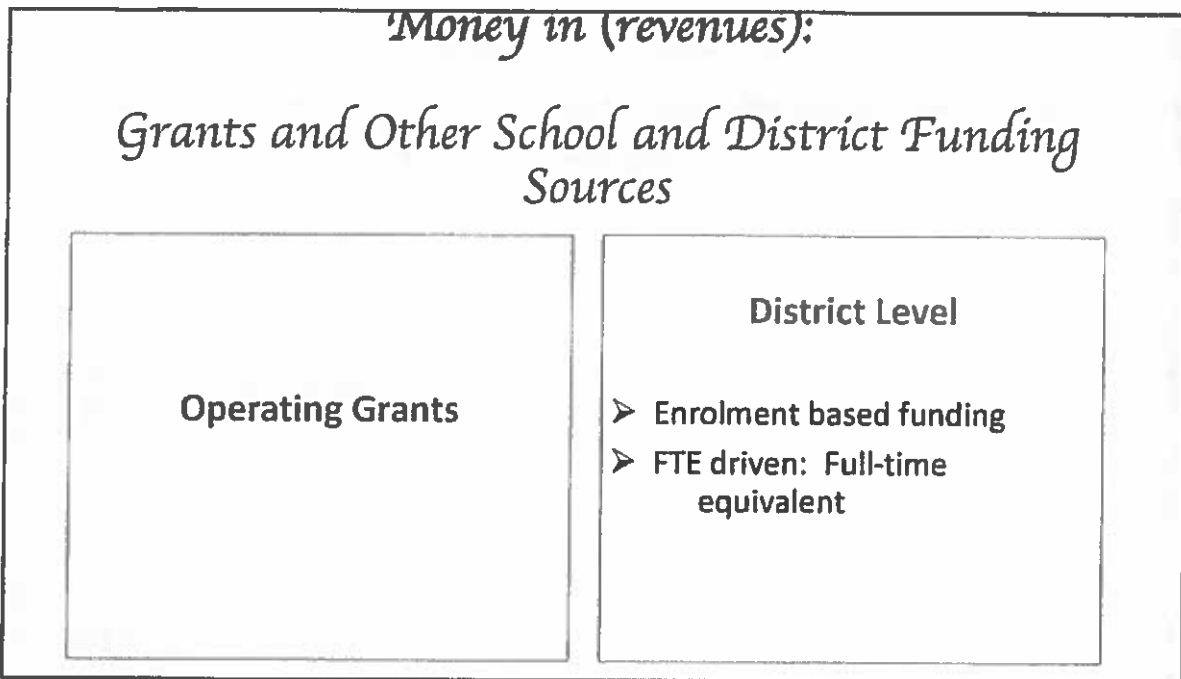 Money in (revenues):
Grants and Other School and District Funding
Sources
Operating Grants
District Level
➢ Enrolment based funding
➢ FTE driven: Full-time
equivalent